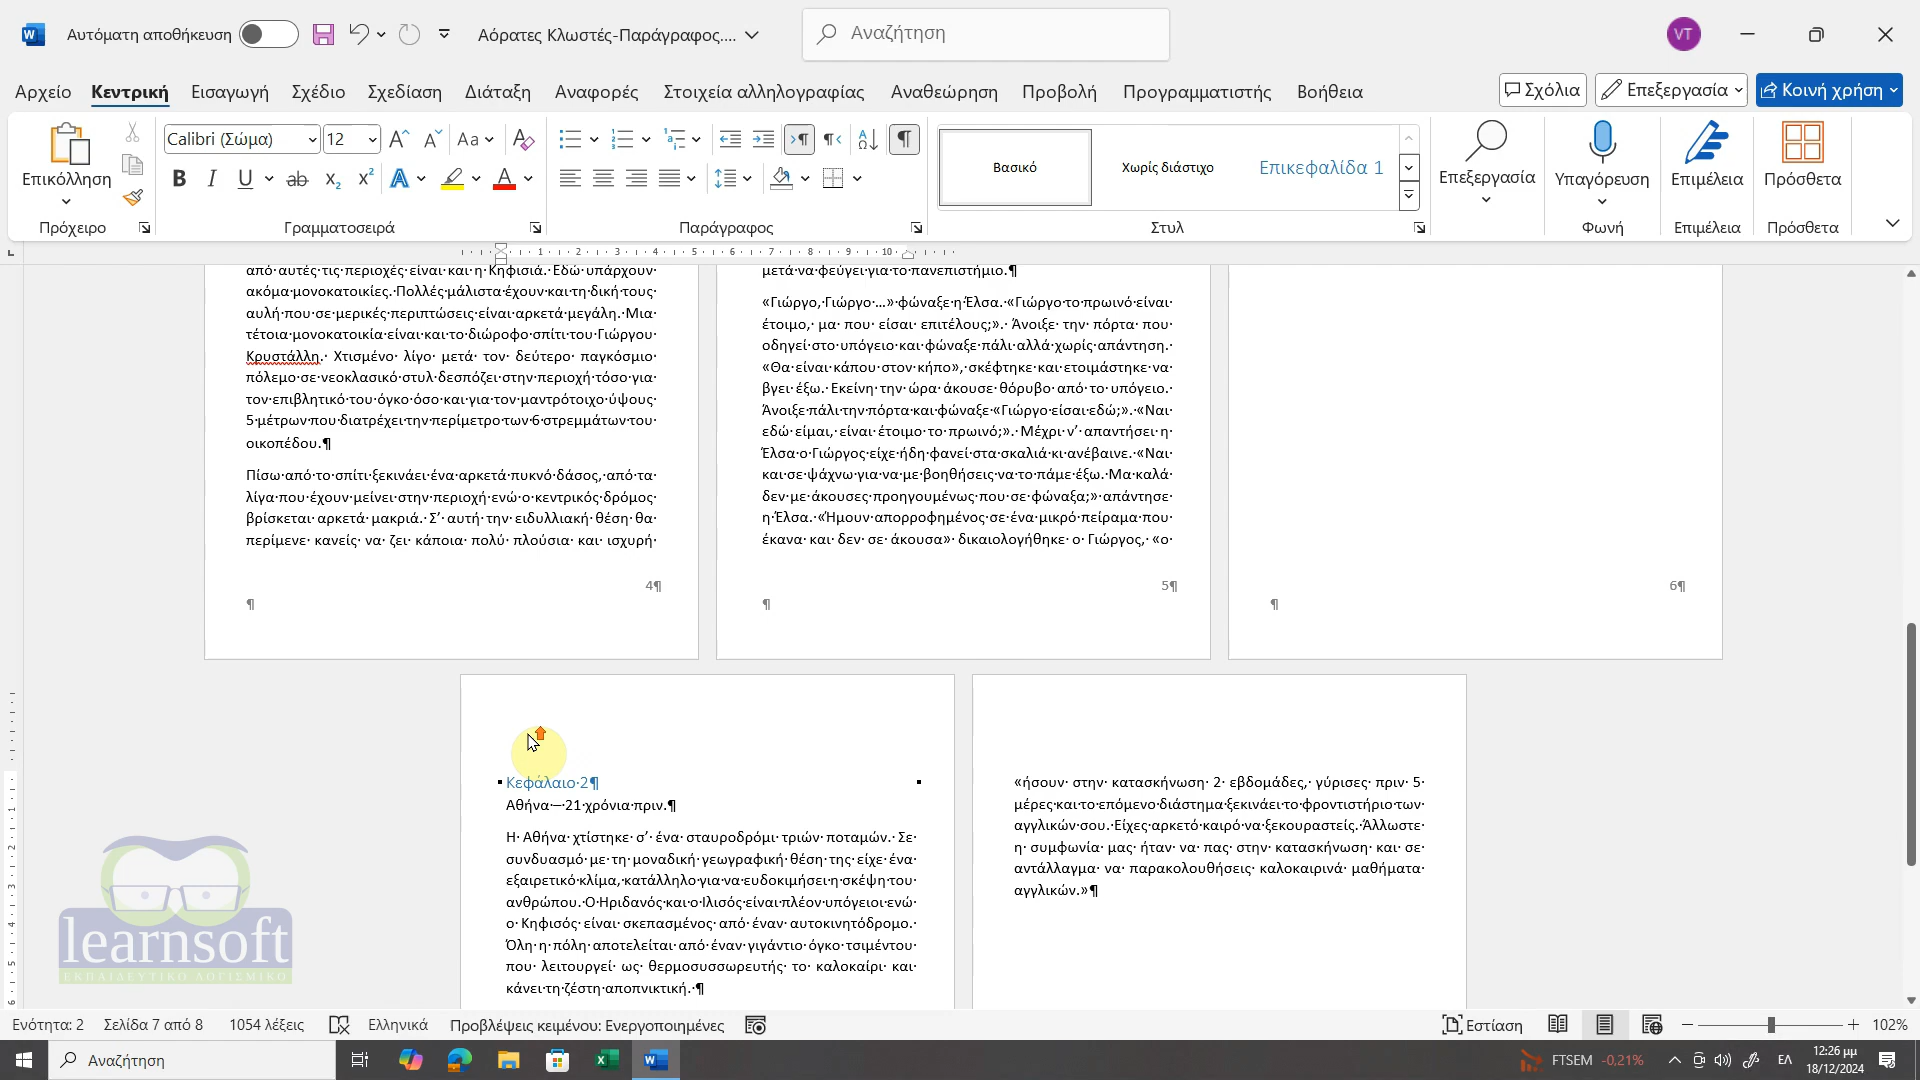 Αυτόματη αποθήκευση
Αόρατες Κλωστές-Παράγραφος....
Αναζήτηση
VT
Αρχείο Κεντρική Εισαγωγή Σχέδιο Σχεδίαση Διάταξη Αναφορές Στοιχεία αλληλογραφίας Αναθεώρηση Προβολή Προγραμματιστής Βοήθεια
Σχόλια Επεξεργασία Κοινή χρήση
Επικόλληση
Calibri (Σώμα) 12
Βασικό Χωρίς διάστιχο Επικεφαλίδα 1
Επεξεργασία Υπαγόρευση Επιμέλεια Πρόσθετα
Πρόχειρο Γραμματοσειρά Παράγραφος Στυλ Φωνή Επιμέλεια Πρόσθετα
από·αυτές·τις·περιοχές·είναι·και·η·Κηφισιά.·Εδώ·υπάρχουν·
ακόμα·μονοκατοικίες.·Πολλές·μάλιστα·έχουν·και·τη·δική·τους·
αυλή·που·σε·μερικές·περιπτώσεις·είναι·αρκετά·μεγάλη.·Μια·
τέτοια·μονοκατοικία·είναι·και·το·διώροφο·σπίτι·του·Γιώργου·
Κρυστάλλη.·Χτισμένο·λίγο·μετά·τον·δεύτερο·παγκόσμιο·
πόλεμο·σε·νεοκλασικό·στυλ·δεσπόζει·στην·περιοχή·τόσο·για·
τον·επιβλητικό·του·όγκο·όσο·και·για·τον·μαντρότοιχο·ύψους·
5·μέτρων·που·διατρέχει·την·περίμετρο·των·6·στρεμμάτων·του·
οικοπέδου.¶
Πίσω·από·το·σπίτι·ξεκινάει·ένα·αρκετά·πυκνό·δάσος,·από·τα·
λίγα·που·έχουν·μείνει·στην·περιοχή·ενώ·ο·κεντρικός·δρόμος·
βρίσκεται·αρκετά·μακριά.·Σ’·αυτή·την·ειδυλλιακή·θέση·θα·
περίμενε·κανείς·να·ζει·κάποια·πολύ·πλούσια·και·ισχυρή·
4¶
¶
μετά·να·φεύγει·για·το·πανεπιστήμιο.¶
«Γιώργο,·Γιώργο·...»·φώναξε·η·Έλσα.·«Γιώργο·το·πρωινό·είναι·
έτοιμο,·μα·που·είσαι·επιτέλους;».·Άνοιξε·την·πόρτα·που·
οδηγεί·στο·υπόγειο·και·φώναξε·πάλι·αλλά·χωρίς·απάντηση.·
«Θα·είναι·κάπου·στον·κήπο»,·σκέφτηκε·και·ετοιμάστηκε·να·
βγει·έξω.·Εκείνη·την·ώρα·άκουσε·θόρυβο·από·το·υπόγειο.·
Άνοιξε·πάλι·την·πόρτα·και·φώναξε·«Γιώργο·είσαι·εδώ;».·«Ναι·
εδώ·είμαι,·είναι·έτοιμο·το·πρωινό;».·Μέχρι·ν’·απαντήσει·η·
Έλσα·ο·Γιώργος·είχε·ήδη·φανεί·στα·σκαλιά·κι·ανέβαινε.·«Ναι·
και·σε·ψάχνω·για·να·με·βοηθήσεις·να·το·πάμε·έξω.·Μα·καλά·
δεν·με·άκουσες·προηγουμένως·που·σε·φώναξα;»·απάντησε·
η·Έλσα.·«Ήμουν·απορροφημένος·σε·ένα·μικρό·πείραμα·που·
έκανα·και·δεν·σε·άκουσα»·δικαιολογήθηκε·ο·Γιώργος,·«ο·
5¶
¶
6¶
¶
Κεφάλαιο·2¶
Αθήνα·–·21·χρόνια·πριν.¶
Η·Αθήνα·χτίστηκε·σ’·ένα·σταυροδρόμι·τριών·ποταμών.·Σε·
συνδυασμό·με·τη·μοναδική·γεωγραφική·θέση·της·είχε·ένα·
εξαιρετικό·κλίμα,·κατάλληλο·για·να·ευδοκιμήσει·η·σκέψη·του·
ανθρώπου.·Ο·Ηριδανός·και·ο·Ιλισός·είναι·πλέον·υπόγειοι·ενώ·
ο·Κηφισός·είναι·σκεπασμένος·από·έναν·αυτοκινητόδρομο.·
Όλη·η·πόλη·αποτελείται·από·έναν·γιγάντιο·όγκο·τσιμέντου·
που·λειτουργεί·ως·θερμοσυσσωρευτής·το·καλοκαίρι·και·
κάνει·τη·ζέστη·αποπνικτική.·¶
«ήσουν·στην·κατασκήνωση·2·εβδομάδες,·γύρισες·πριν·5·
μέρες·και·το·επόμενο·διάστημα·ξεκινάει·το·φροντιστήριο·των·
αγγλικών·σου.·Είχες·αρκετό·καιρό·να·ξεκουραστείς.·Άλλωστε·
η·συμφωνία·μας·ήταν·να·πας·στην·κατασκήνωση·και·σε·
αντάλλαγμα·να·παρακολουθήσεις·καλοκαιρινά·μαθήματα·
αγγλικών.»¶
learnsoft
ΕΚΠΑΙΔΕΥΤΙΚΟ ΛΟΓΙΣΜΙΚΟ
Ενότητα: 2 Σελίδα 7 από 8 1054 λέξεις Ελληνικά Προβλέψεις κειμένου: Ενεργοποιημένες Εστίαση 102%
Αναζήτηση
FTSEM -0,21% ΕΛ 12:26 μμ
18/12/2024